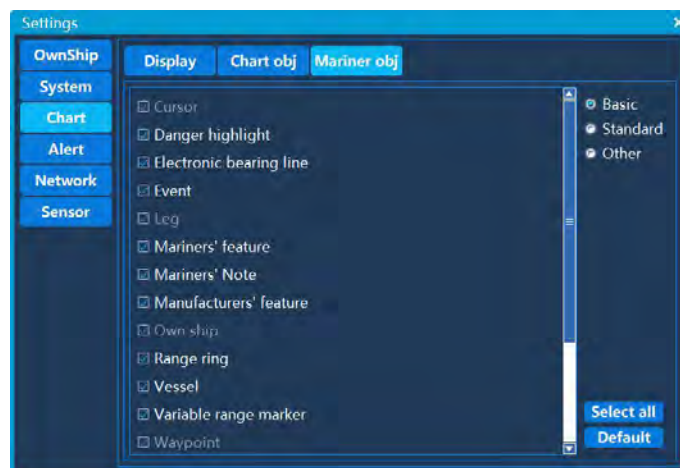 Settings
OwnShip
System
Chart
Alert
Network
Sensor
Display
Chart obj
Mariner obj
Cursor
Danger highlight
Electronic bearing line
Event
Leg
Mariners' feature
Mariners' Note
Manufacturers' feature
Own ship
Range ring
Vessel
Variable range marker
Waypoint
Basic
Standard
Other
Select all
Default